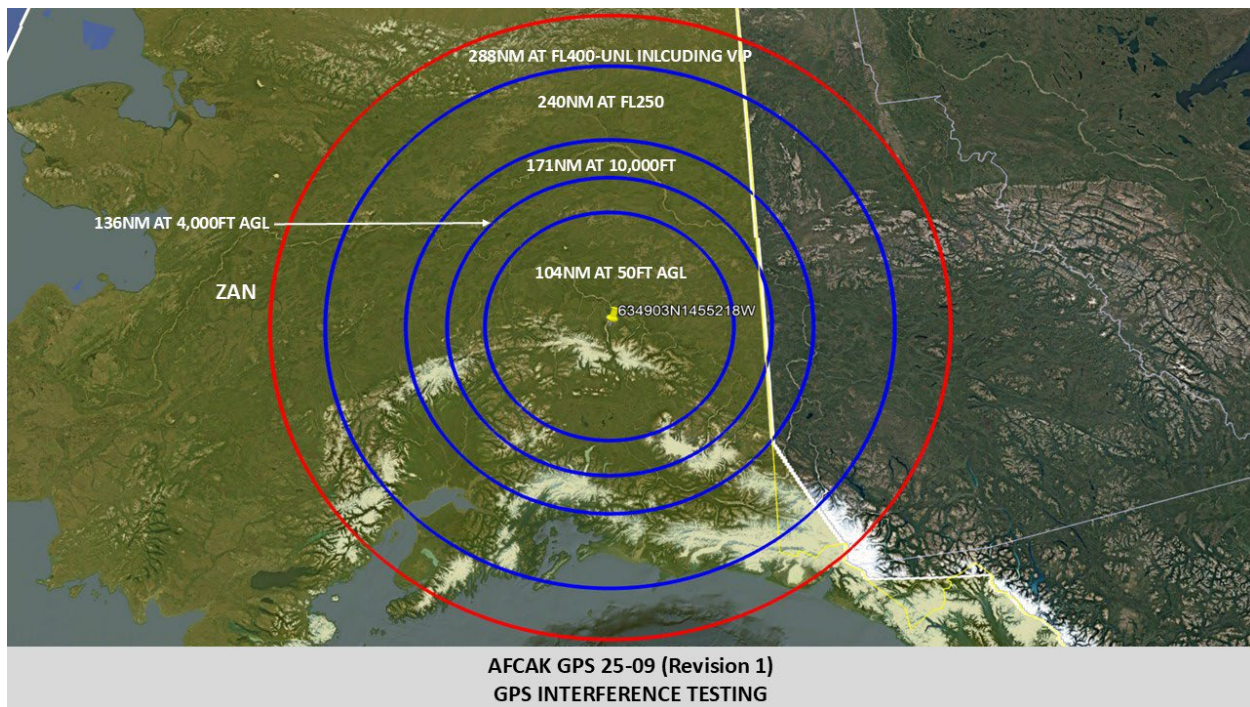 288NM AT FL400-UNL INLCUDING VIP
240NM AT FL250
171NM AT 10,000FT
136NM AT 4,000FT AGL
104NM AT 50FT AGL
ZAN
634903N1455218W
AFCAK GPS 25-09 (Revision 1)
GPS INTERFERENCE TESTING